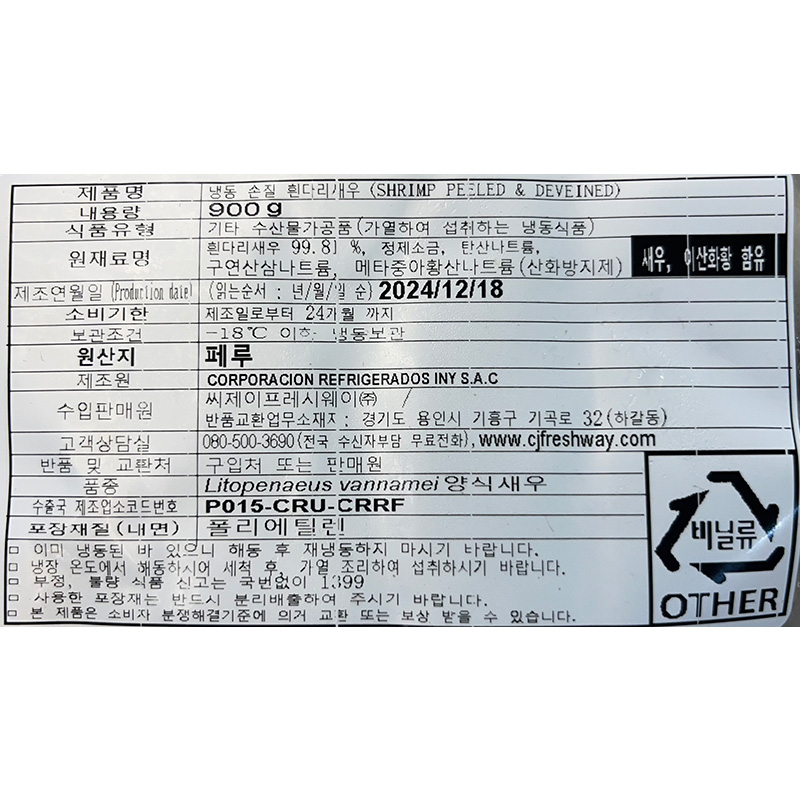 제품명 냉동 손질 흰다리새우 (SHRIMP PEELED & DEVEINED)
내용량 900g
식품유형 기타 수산물가공품(가열하여 섭취하는 냉동식품)
원재료명 흰다리새우 99.81 %, 정제소금, 탄산나트륨,
구연산삼나트륨, 메타중아황산나트륨(산화방지제)
새우, 이산화황 함유
제조연월일 (Production date) (읽는순서 : 년/월/일 순) 2024/12/18
소비기한 제조일로부터 24개월 까지
보관조건 -18℃ 이하 냉동보관
원산지 페루
제조원 CORPORACION REFRIGERADOS INY S.A.C
수입판매원 씨제이프레시웨이㈜ /
반품교환업무소재지 : 경기도 용인시 기흥구 기곡로 32 (하갈동)
고객상담실 080-500-3690(전국 수신자부담 무료전화), www.cjfreshway.com
반품 및 교환처 구입처 또는 판매원
품종 Litopenaeus vannamei 양식새우
수출국 제조업소코드번호 P015-CRU-CRRF
포장재질(내면) 폴리에틸렌
비닐류
OTHER
□ 이미 냉동된 바 있으니 해동 후 재냉동하지 마시기 바랍니다.
□ 냉장 온도에서 해동하시어 세척 후, 가열 조리하여 섭취하시기 바랍니다.
□ 부정, 불량 식품 신고는 국번없이 1399
□ 사용한 포장재는 반드시 분리배출하여 주시기 바랍니다.
□ 본 제품은 소비자 분쟁해결기준에 의거 교환 또는 보상 받을 수 있습니다.